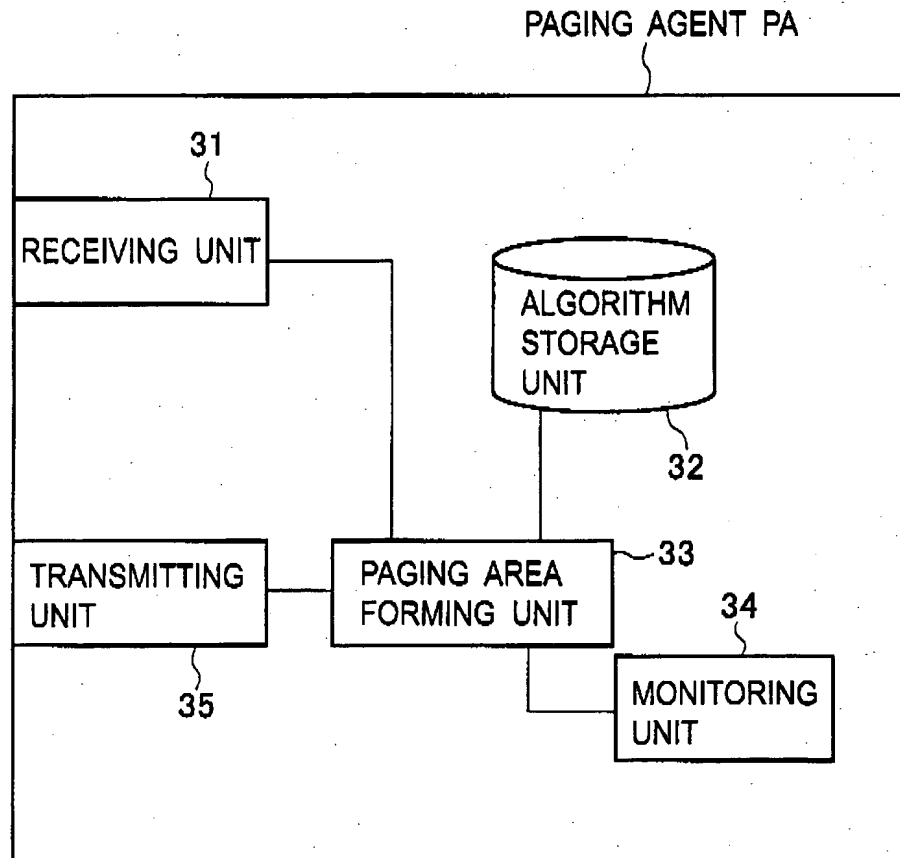 PAGING AGENT PA
31
RECEIVING UNIT
ALGORITHM
STORAGE
UNIT
32
TRANSMITTING
UNIT
35
PAGING AREA
FORMING UNIT
33
34
MONITORING
UNIT